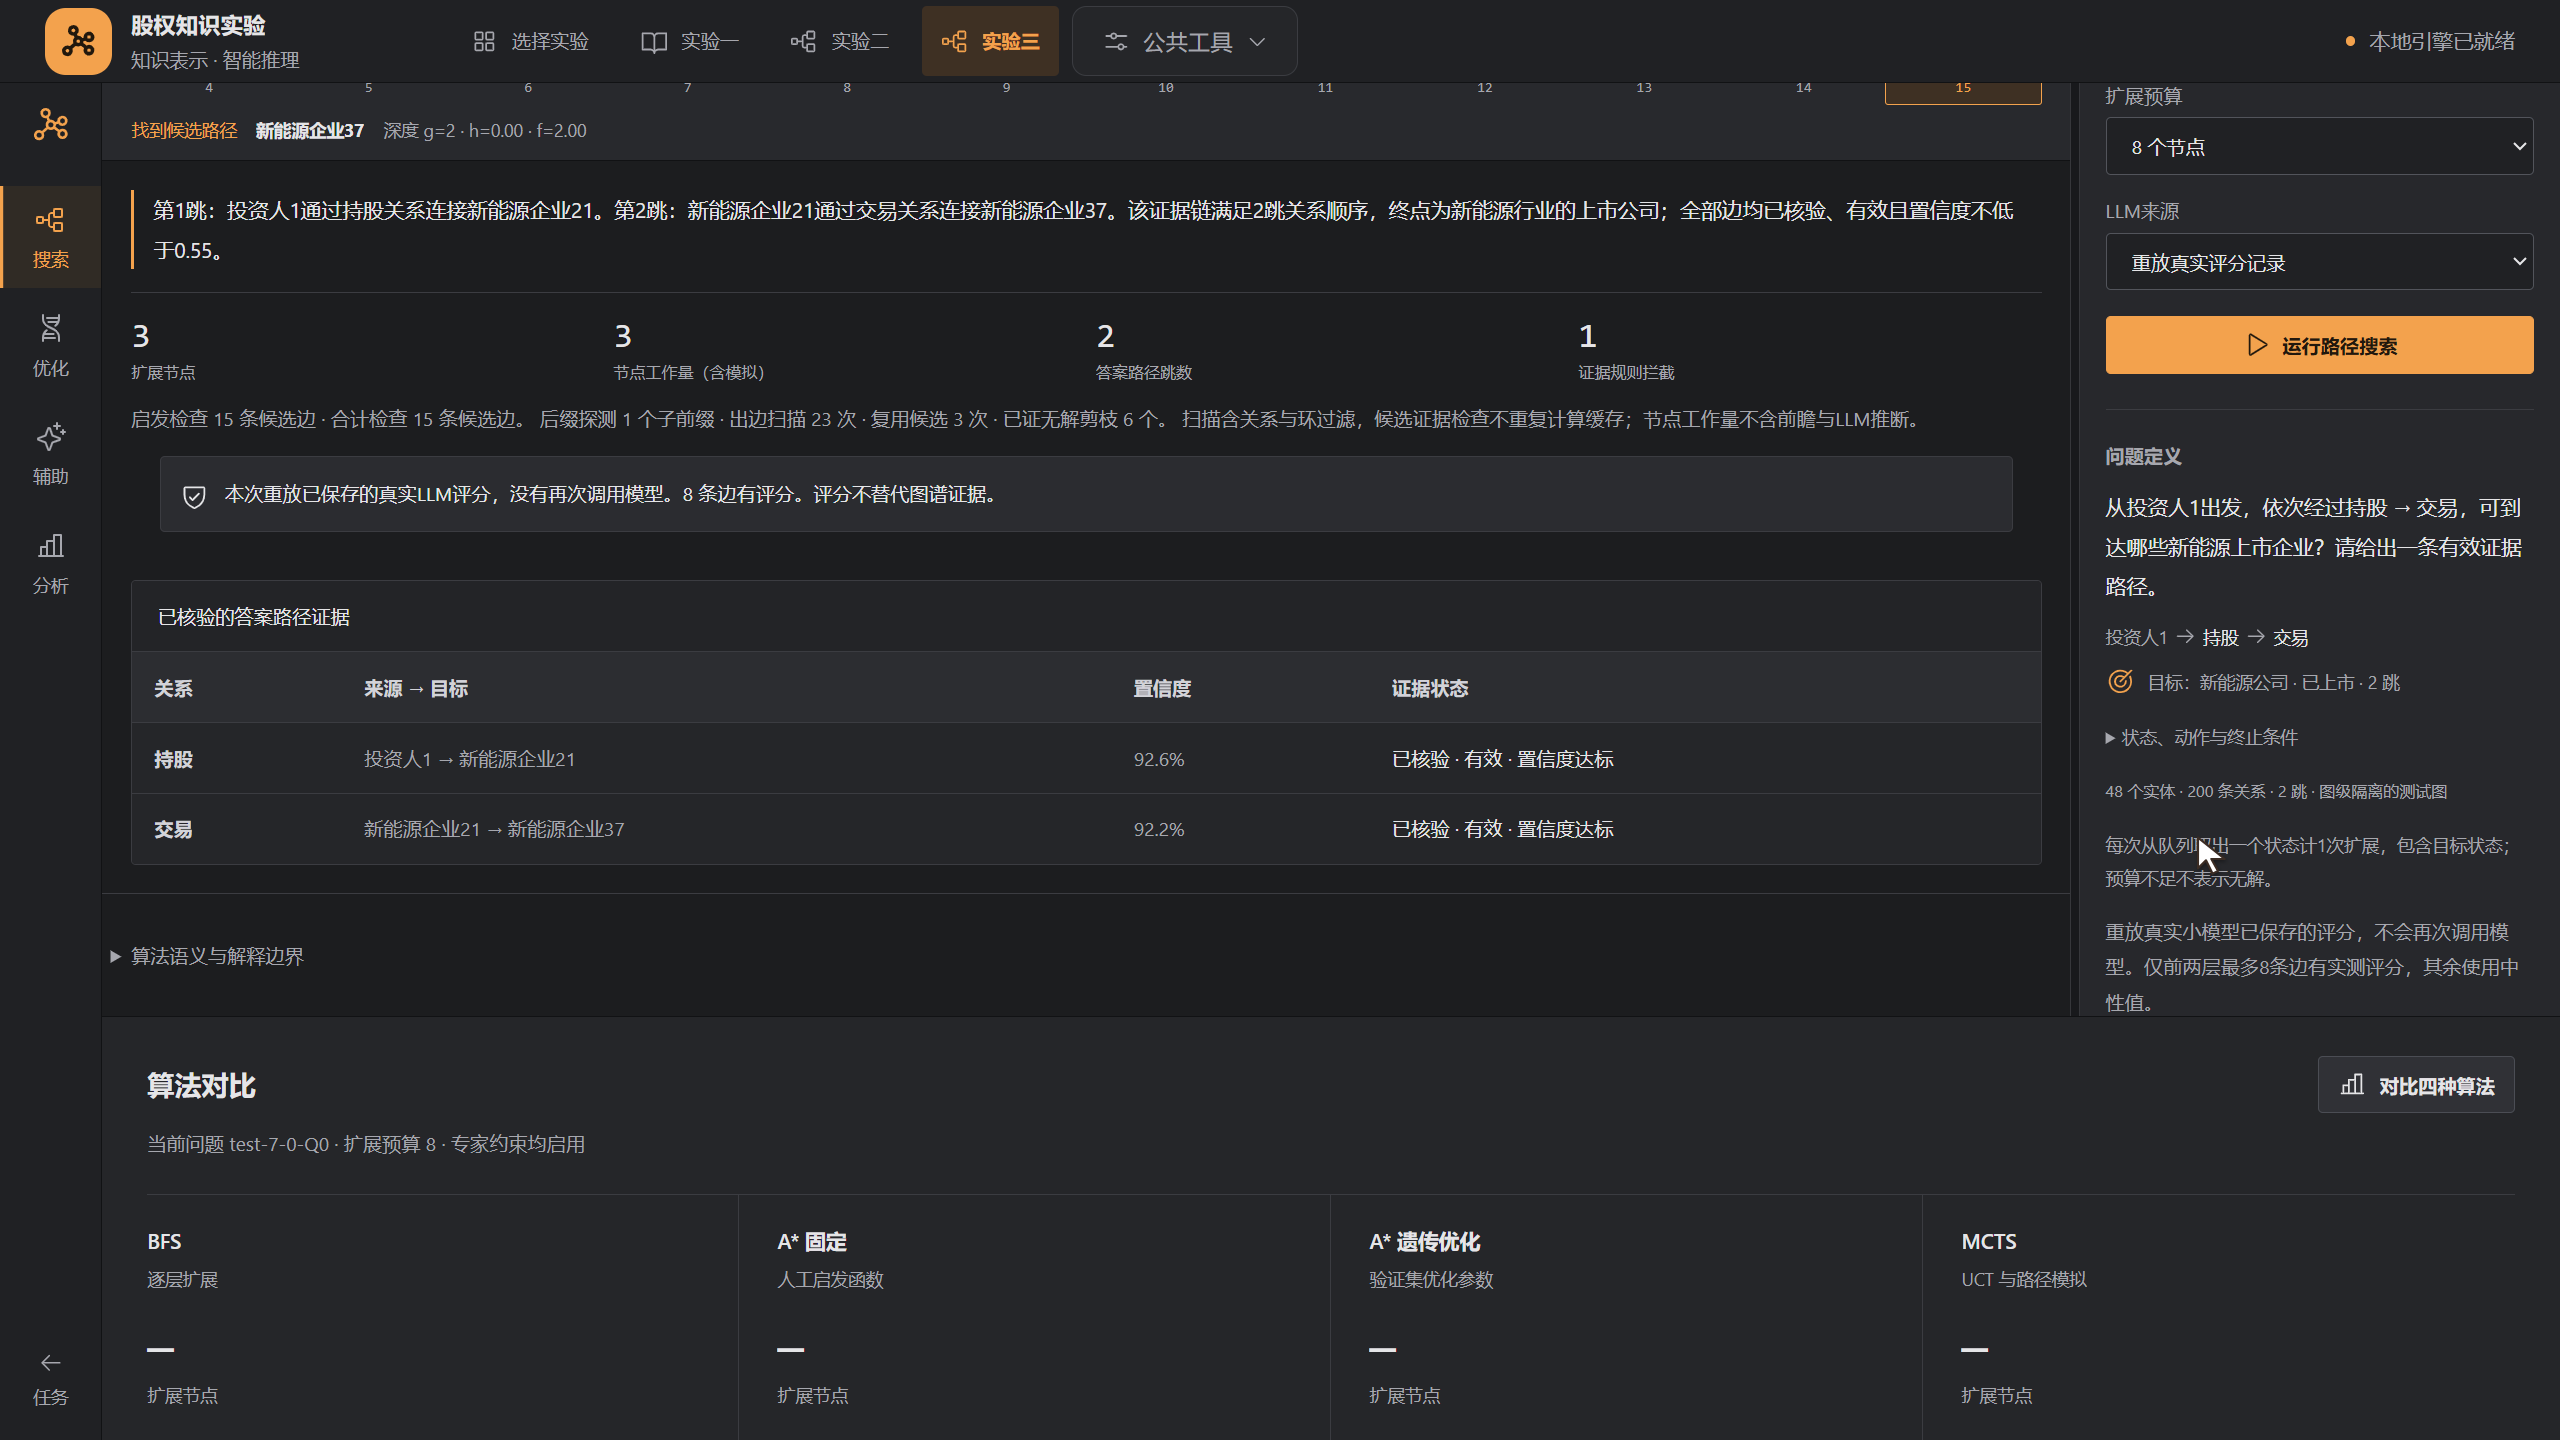 股权知识实验
知识表示 · 智能推理
选择实验
实验一
实验二
实验三
公共工具
本地引擎已就绪
搜索
优化
辅助
分析
任务
4 5 6 7 8 9 10 11 12 13 14 15
找到候选路径 新能源企业37 深度 g=2 · h=0.00 · f=2.00
第1跳：投资人1通过持股关系连接新能源企业21。第2跳：新能源企业21通过交易关系连接新能源企业37。该证据链满足2跳关系顺序，终点为新能源行业的上市公司；全部边均已核验、有效且置信度不低
于0.55。
3
扩展节点
3
节点工作量（含模拟）
2
答案路径跳数
1
证据规则拦截
启发检查 15 条候选边 · 合计检查 15 条候选边。 后缀探测 1 个子前缀 · 出边扫描 23 次 · 复用候选 3 次 · 已证无解剪枝 6 个。 扫描含关系与环过滤，候选证据检查不重复计算缓存；节点工作量不含前瞻与LLM推断。
本次重放已保存的真实LLM评分，没有再次调用模型。8 条边有评分。评分不替代图谱证据。
已核验的答案路径证据
关系 来源 → 目标 置信度 证据状态
持股 投资人1 → 新能源企业21 92.6% 已核验 · 有效 · 置信度达标
交易 新能源企业21 → 新能源企业37 92.2% 已核验 · 有效 · 置信度达标
▶ 算法语义与解释边界
扩展预算
8 个节点
LLM来源
重放真实评分记录
运行路径搜索
问题定义
从投资人1出发，依次经过持股 → 交易，可到
达哪些新能源上市企业？请给出一条有效证据
路径。
投资人1 → 持股 → 交易
目标：新能源公司 · 已上市 · 2 跳
▶ 状态、动作与终止条件
48 个实体 · 200 条关系 · 2 跳 · 图级隔离的测试图
每次从队列出一个状态计1次扩展，包含目标状态；
预算不足不表示无解。
重放真实小模型已保存的评分，不会再次调用模
型。仅前两层最多8条边有实测评分，其余使用中
性值。
算法对比
对比四种算法
当前问题 test-7-0-Q0 · 扩展预算 8 · 专家约束均启用
BFS
逐层扩展
—
扩展节点
A* 固定
人工启发函数
—
扩展节点
A* 遗传优化
验证集优化参数
—
扩展节点
MCTS
UCT 与路径模拟
—
扩展节点